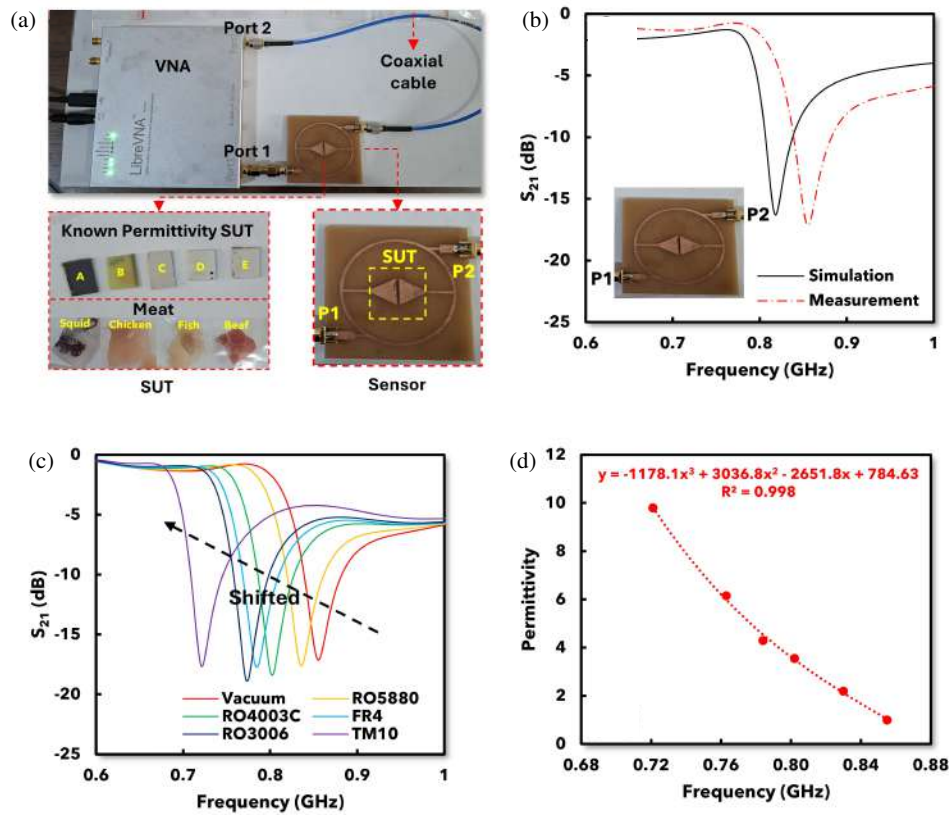 (a)
Port 2
VNA
Coaxial
cable
LibreVNA™
Port 1
Known Permittivity SUT
A B C D E
Meat
Squid Chicken Fish Beaf
SUT
SUT
P2
P1
Sensor
(b)
0
-5
-10
-15
-20
-25
S21 (dB)
0.6 0.7 0.8 0.9 1
Frequency (GHz)
P2
P1
Simulation
Measurement
(c)
0
-5
-10
-15
-20
-25
S21 (dB)
Shifted
Vacuum RO5880
RO4003C FR4
RO3006 TM10
0.6 0.7 0.8 0.9 1
Frequency (GHz)
(d)
12
10
8
6
4
2
0
Permittivity
y = -1178.1x³ + 3036.8x² - 2651.8x + 784.63
R² = 0.998
0.68 0.72 0.76 0.80 0.84 0.88
Frequency (GHz)